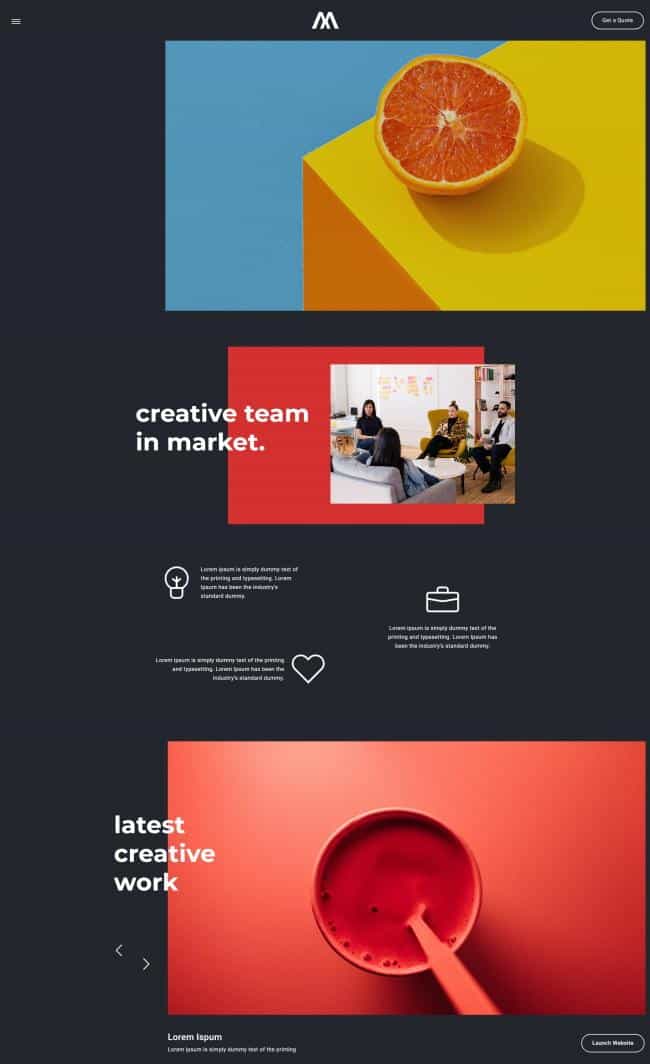 Get a Quote
creative team
in market.
Lorem Ipsum is simply dummy text of
the printing and typesetting. Lorem
Ipsum has been the industry's
standard dummy.
Lorem Ipsum is simply dummy text of the
printing and typesetting. Lorem Ipsum has
been the industry's standard dummy.
Lorem Ipsum is simply dummy text of the printing
and typesetting. Lorem Ipsum has been the
industry's standard dummy.
latest
creative
work
Lorem Ispum
Lorem Ipsum is simply dummy text of the printing
Launch Website